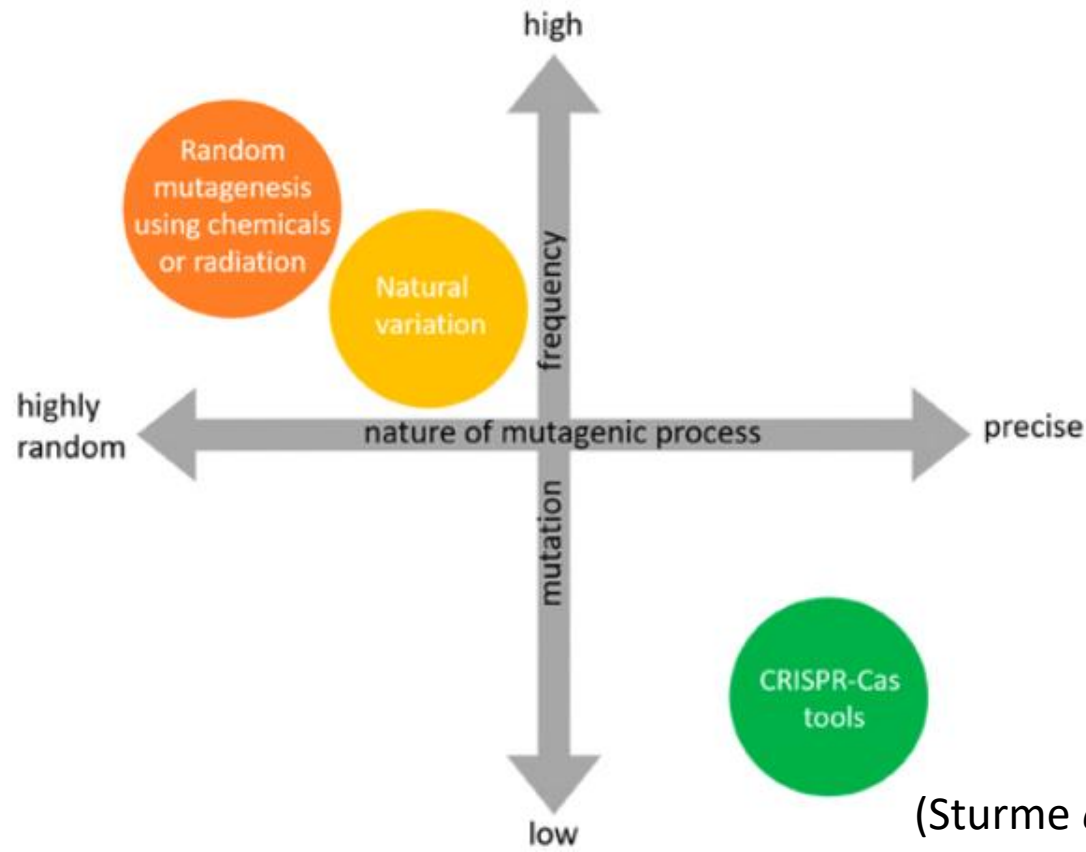 high
Random
mutagenesis
using chemicals
or radiation
Natural
variation
frequency
highly
random
nature of mutagenic process
precise
mutation
CRISPR-Cas
tools
(Sturme
low